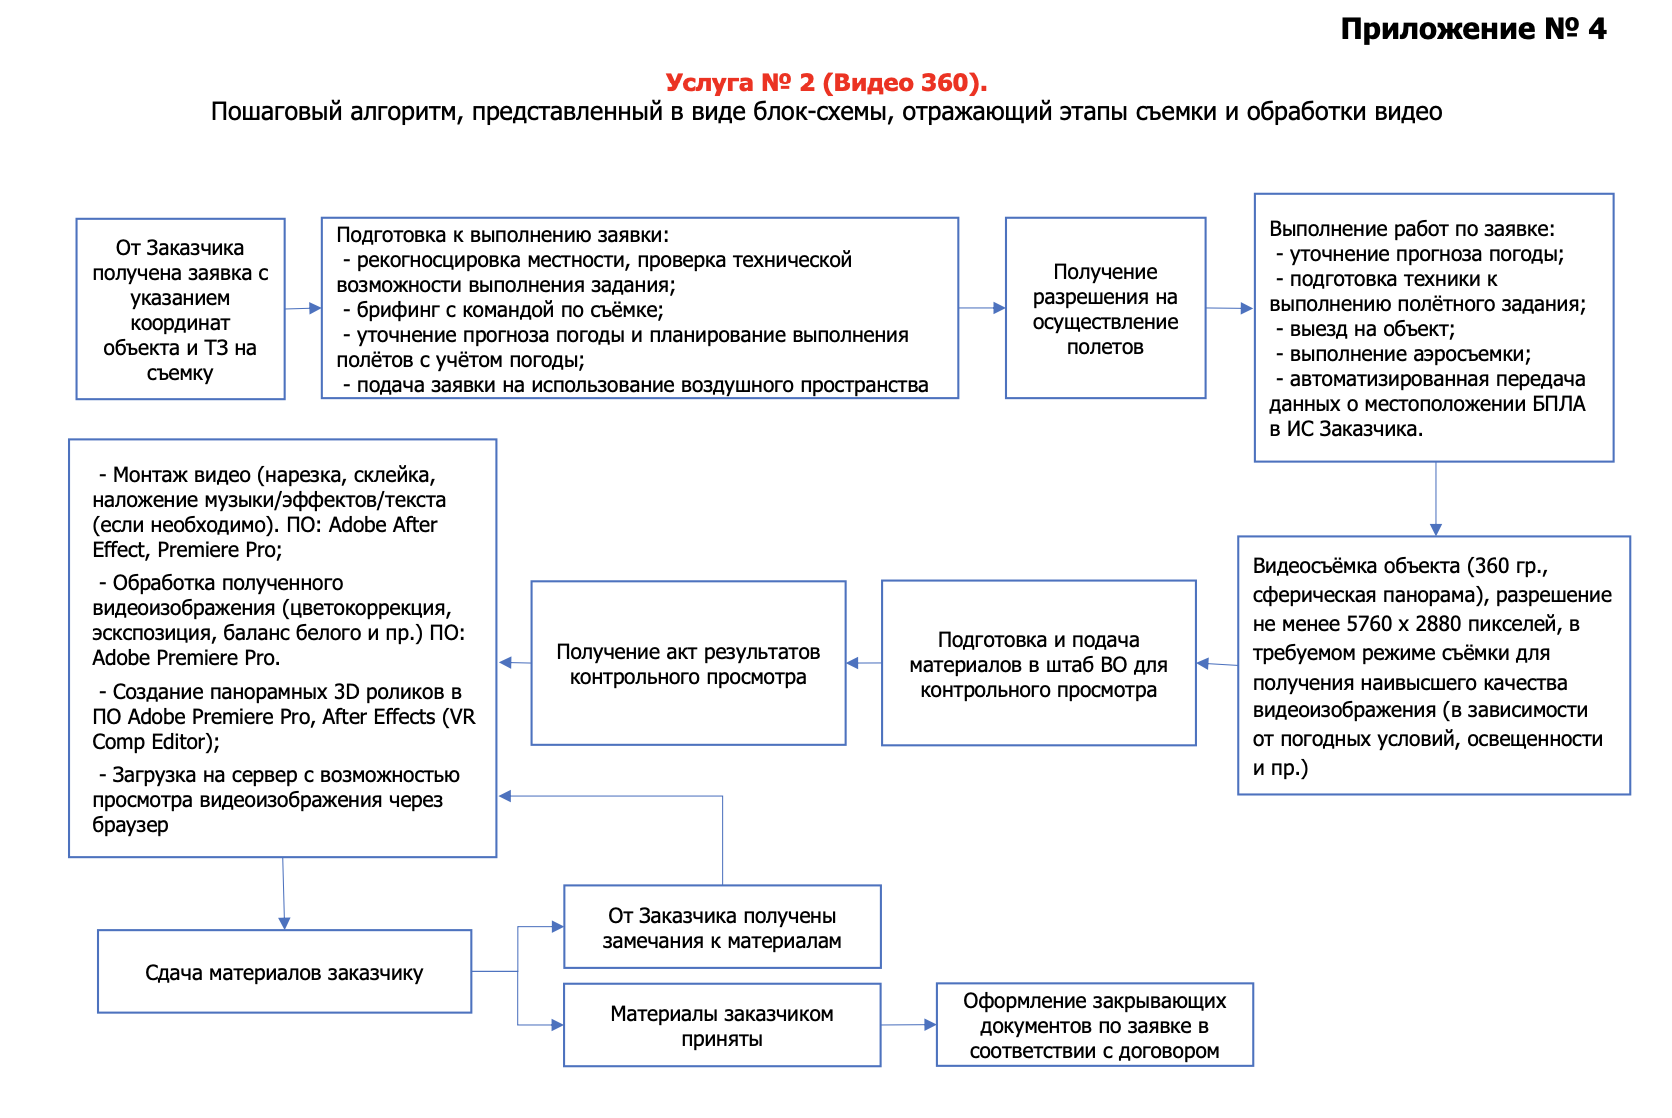 Приложение № 4
Услуга № 2 (Видео 360).
Пошаговый алгоритм, представленный в виде блок-схемы, отражающий этапы съемки и обработки видео
От Заказчика
получена заявка с
указанием
координат
объекта и ТЗ на
съемку
Подготовка к выполнению заявки:
- рекогносцировка местности, проверка технической
возможности выполнения задания;
- брифинг с командой по съёмке;
- уточнение прогноза погоды и планирование выполнения
полётов с учётом погоды;
- подача заявки на использование воздушного пространства
Получение
разрешения на
осуществление
полетов
Выполнение работ по заявке:
- уточнение прогноза погоды;
- подготовка техники к
выполнению полётного задания;
- выезд на объект;
- выполнение аэросъемки;
- автоматизированная передача
данных о местоположении БПЛА
в ИС Заказчика.
Видеосъёмка объекта (360 гр.,
сферическая панорама), разрешение
не менее 5760 x 2880 пикселей, в
требуемом режиме съёмки для
получения наивысшего качества
видеоизображения (в зависимости
от погодных условий, освещенности
и пр.)
Подготовка и подача
материалов в штаб ВО для
контрольного просмотра
Получение акт результатов
контрольного просмотра
- Монтаж видео (нарезка, склейка,
наложение музыки/эффектов/текста
(если необходимо). ПО: Adobe After
Effect, Premiere Pro;
- Обработка полученного
видеоизображения (цветокоррекция,
эскспозиция, баланс белого и пр.) ПО:
Adobe Premiere Pro.
- Создание панорамных 3D роликов в
ПО Adobe Premiere Pro, After Effects (VR
Comp Editor);
- Загрузка на сервер с возможностью
просмотра видеоизображения через
браузер
Сдача материалов заказчику
От Заказчика получены
замечания к материалам
Материалы заказчиком
приняты
Оформление закрывающих
документов по заявке в
соответствии с договором